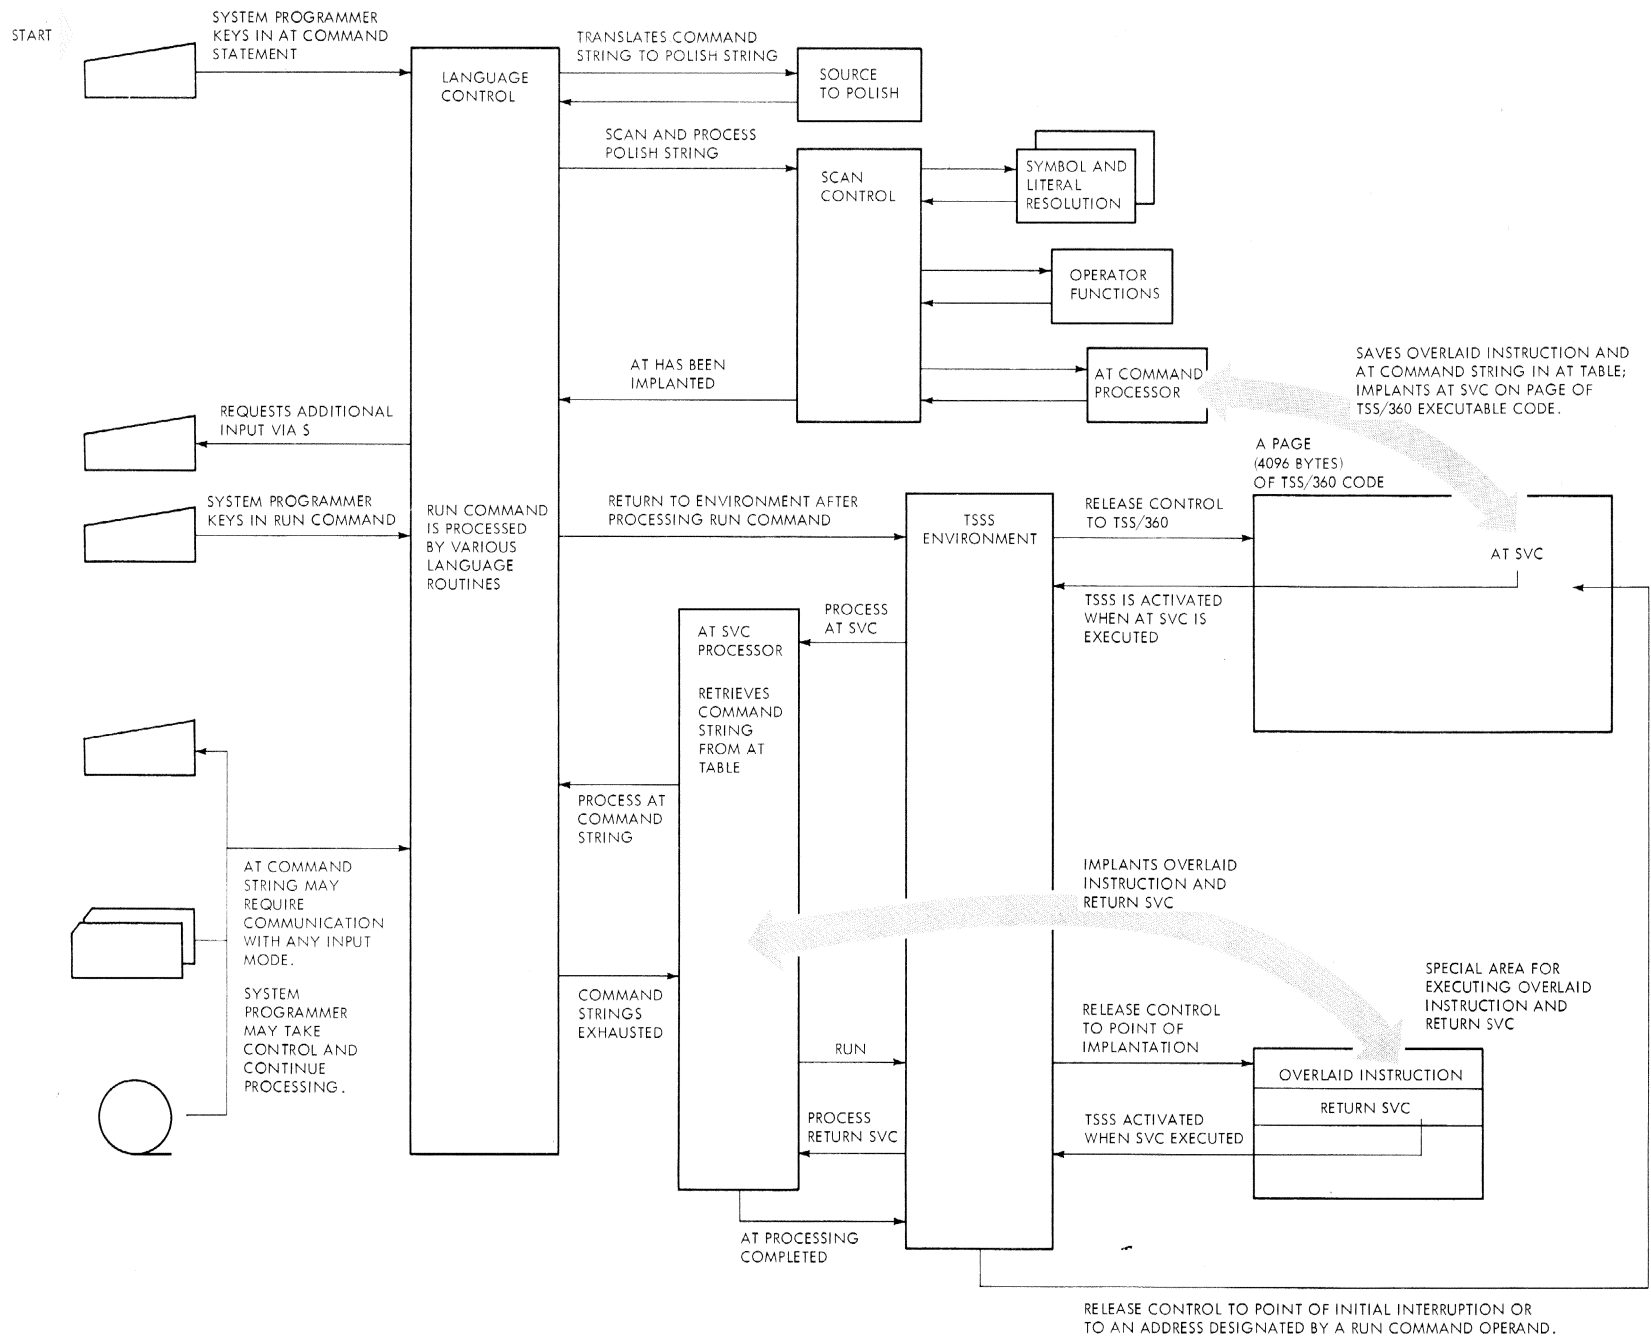 START
SYSTEM PROGRAMMER
KEYS IN AT COMMAND
STATEMENT
LANGUAGE
CONTROL
TRANSLATES COMMAND
STRING TO POLISH STRING
SOURCE
TO POLISH
SCAN AND PROCESS
POLISH STRING
SCAN
CONTROL
SYMBOL AND
LITERAL
RESOLUTION
OPERATOR
FUNCTIONS
AT HAS BEEN
IMPLANTED
AT COMMAND
PROCESSOR
SAVES OVERLAID INSTRUCTION AND
AT COMMAND STRING IN AT TABLE;
IMPLANTS AT SVC ON PAGE OF
TSS/360 EXECUTABLE CODE.
REQUESTS ADDITIONAL
INPUT VIA S
A PAGE
(4096 BYTES)
OF TSS/360 CODE
SYSTEM PROGRAMMER
KEYS IN RUN COMMAND
RUN COMMAND
IS PROCESSED
BY VARIOUS
LANGUAGE
ROUTINES
RETURN TO ENVIRONMENT AFTER
PROCESSING RUN COMMAND
TSSS
ENVIRONMENT
RELEASE CONTROL
TO TSS/360
AT SVC
TSSS IS ACTIVATED
WHEN AT SVC IS
EXECUTED
PROCESS
AT SVC
AT SVC
PROCESSOR
RETRIEVES
COMMAND
STRING
FROM AT
TABLE
PROCESS AT
COMMAND
STRING
AT COMMAND
STRING MAY
REQUIRE
COMMUNICATION
WITH ANY INPUT
MODE.
SYSTEM
PROGRAMMER
MAY TAKE
CONTROL AND
CONTINUE
PROCESSING.
IMPLANTS OVERLAID
INSTRUCTION AND
RETURN SVC
COMMAND
STRINGS
EXHAUSTED
SPECIAL AREA FOR
EXECUTING OVERLAID
INSTRUCTION AND
RETURN SVC
RUN
RELEASE CONTROL
TO POINT OF
IMPLANTATION
OVERLAID INSTRUCTION
RETURN SVC
PROCESS
RETURN SVC
TSSS ACTIVATED
WHEN SVC EXECUTED
AT PROCESSING
COMPLETED
RELEASE CONTROL TO POINT OF INITIAL INTERRUPTION OR
TO AN ADDRESS DESIGNATED BY A RUN COMMAND OPERAND.